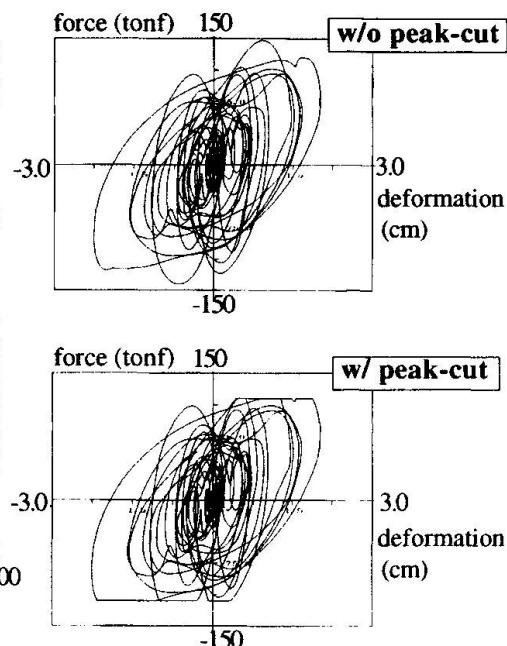 force (tonf) 150 w/o peak-cut
-3.0 3.0
deformation
(cm)
-150
force (tonf) 150 w/ peak-cut
-3.0 3.0
deformation
00 (cm)
-150